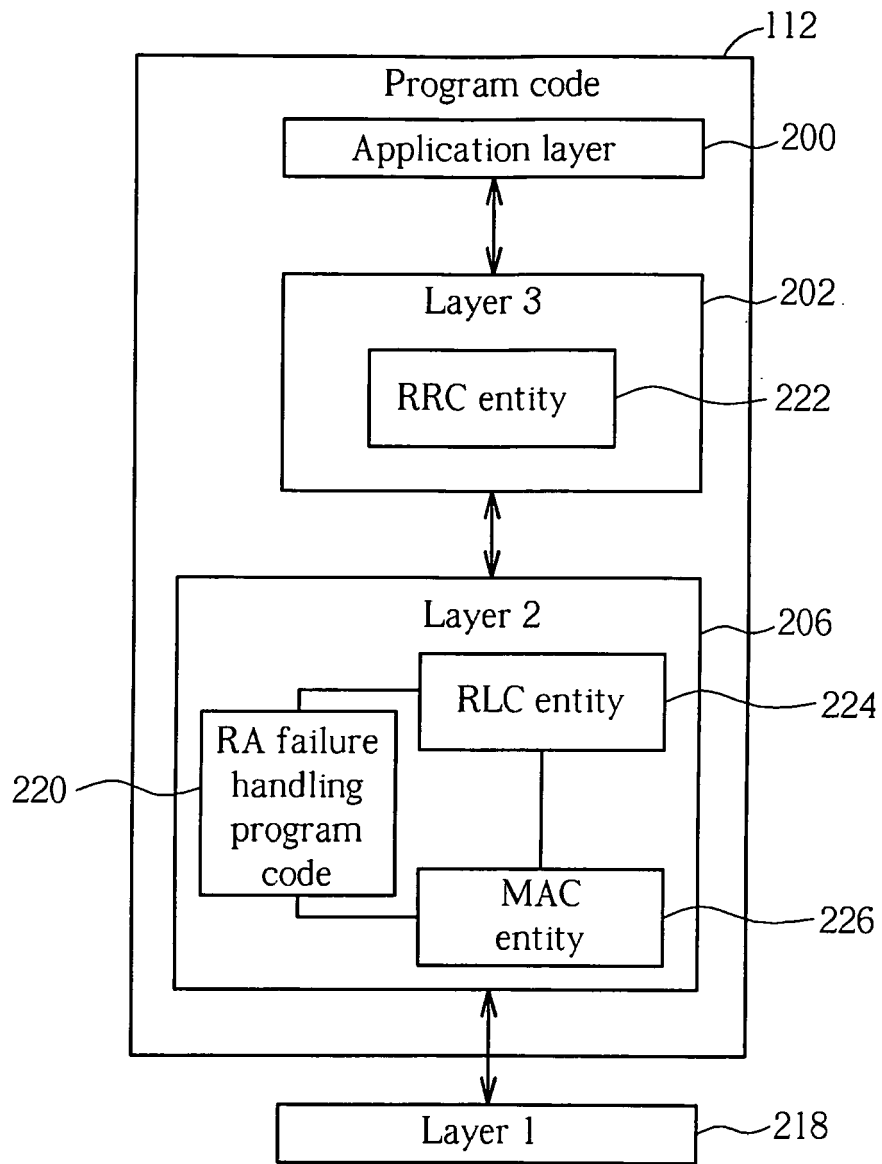 112
Program code
Application layer
200
Layer 3
202
RRC entity
222
Layer 2
206
RLC entity
224
RA failure
handling
program
code
220
MAC
entity
226
Layer 1
218